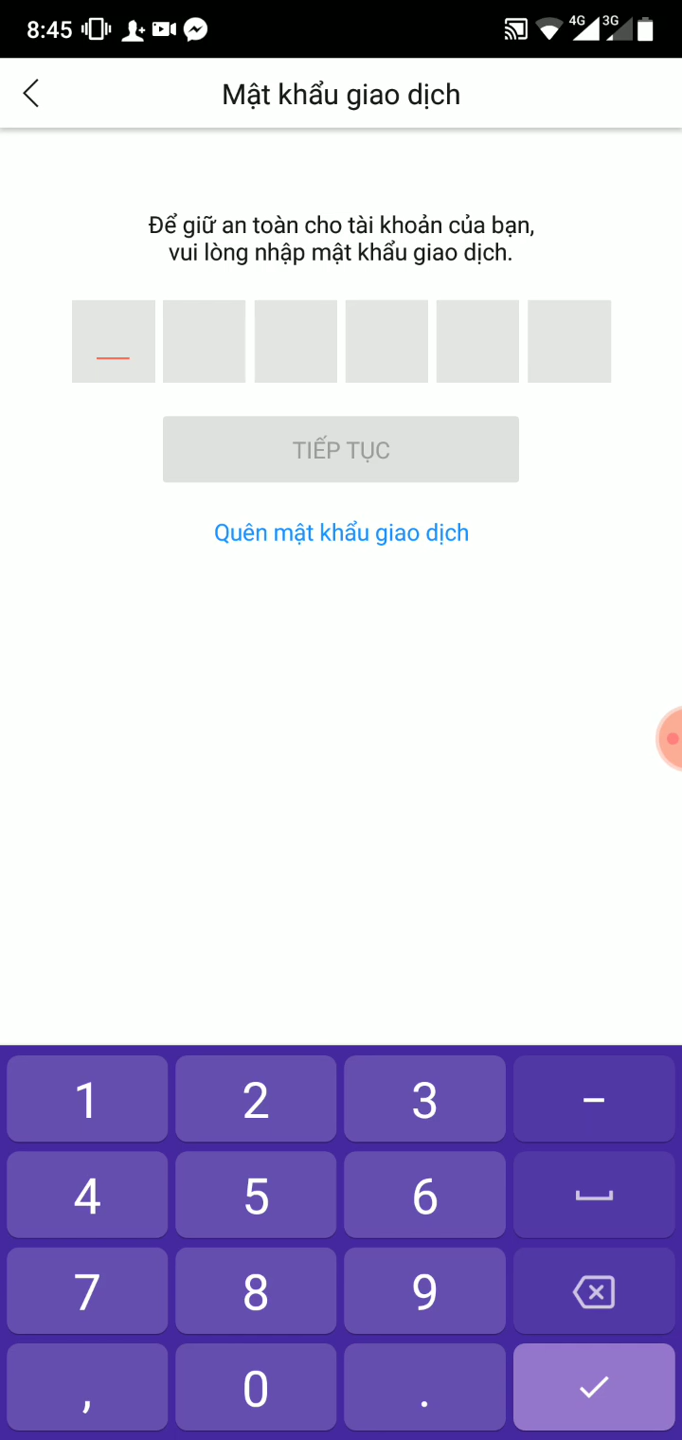 8:45
4G 3G
Mật khẩu giao dịch
Để giữ an toàn cho tài khoản của bạn,
vui lòng nhập mật khẩu giao dịch.
TIẾP TỤC
Quên mật khẩu giao dịch
1 2 3 –
4 5 6
7 8 9
, 0 .